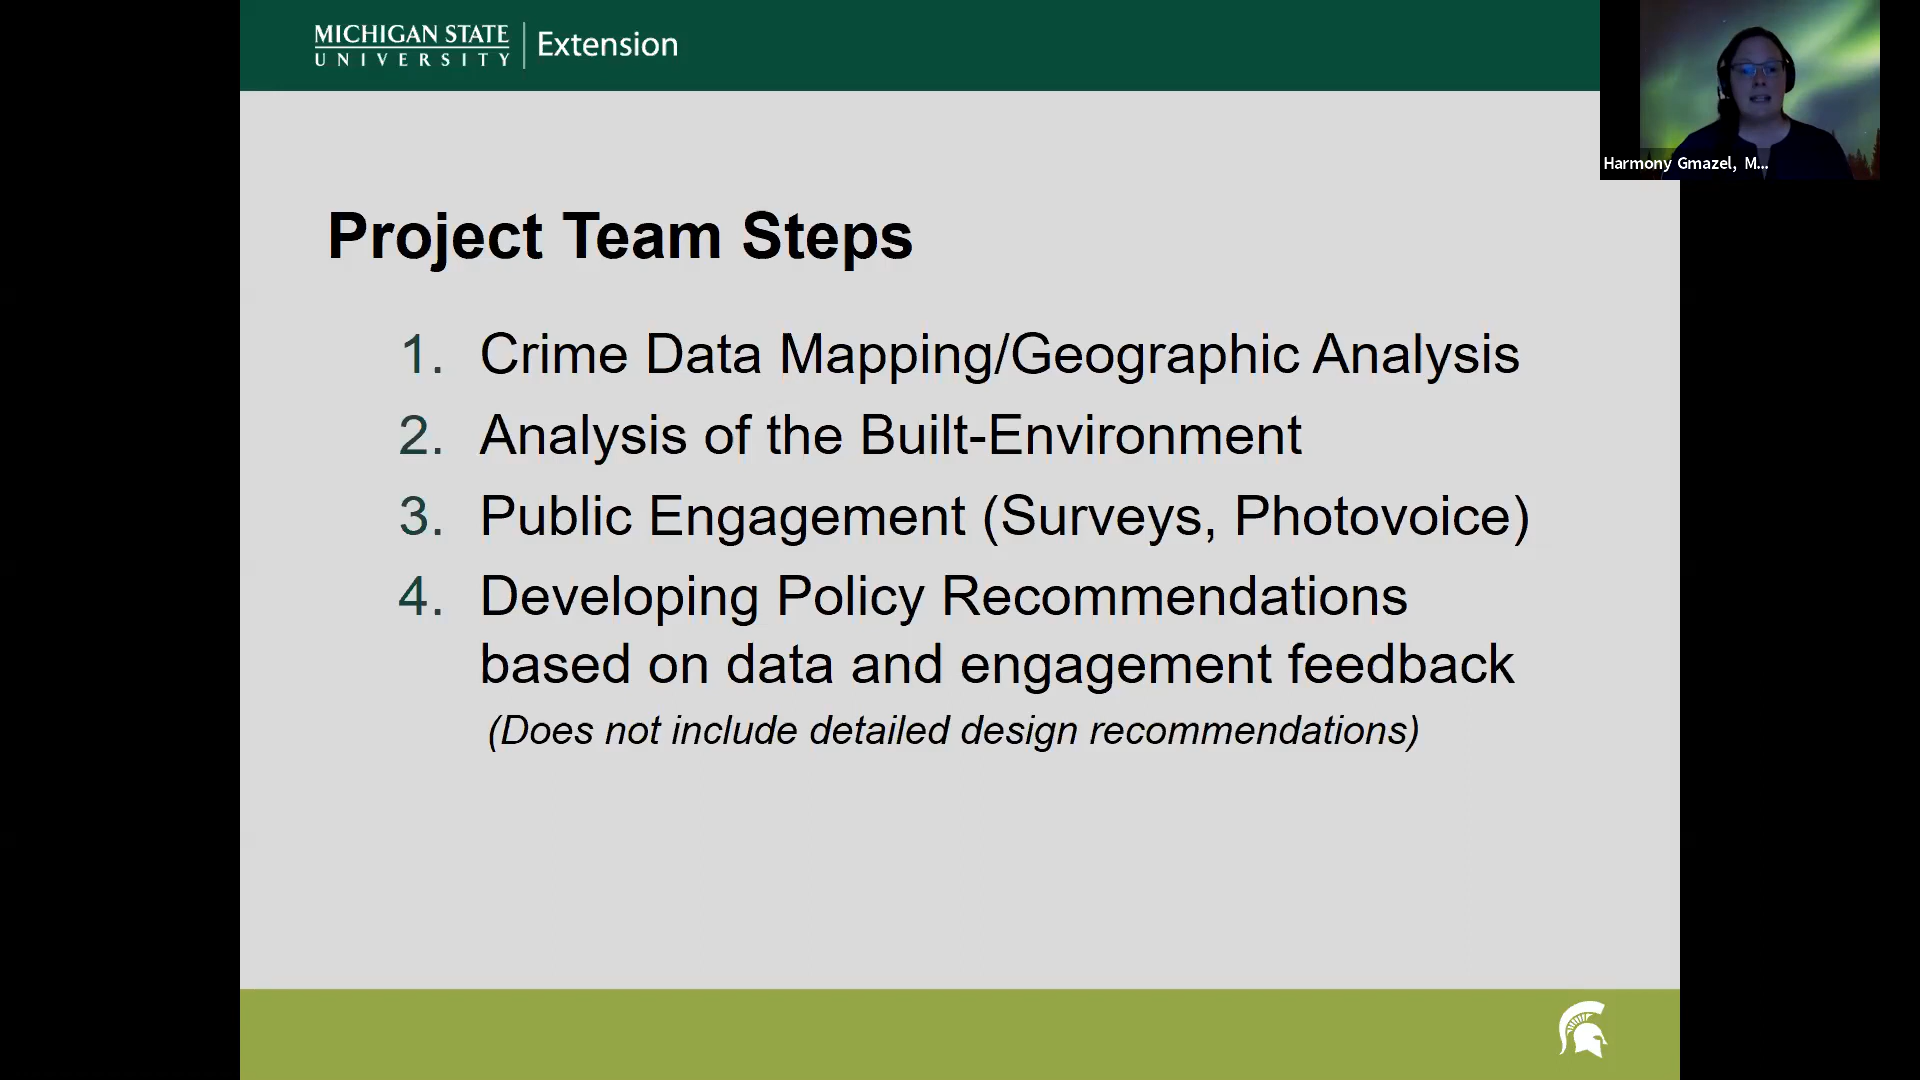 MICHIGAN STATE
UNIVERSITY
Extension
Harmony Gmazel, M...
Project Team Steps
1. Crime Data Mapping/Geographic Analysis
2. Analysis of the Built-Environment
3. Public Engagement (Surveys, Photovoice)
4. Developing Policy Recommendations
based on data and engagement feedback
(Does not include detailed design recommendations)